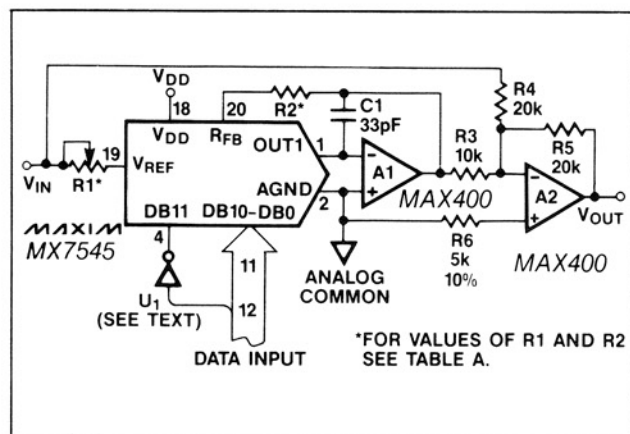 VDD
18
20
R2*
C1
33pF
R4
20k
VDD
RFB
OUT1
1
R3
10k
R5
20k
VIN
R1*
19
VREF
AGND
2
A1
MAX400
A2
VOUT
MAXIM
MX7545
DB11
DB10-DB0
4
R6
5k
10%
MAX400
ANALOG
COMMON
U1
(SEE TEXT)
11
12
DATA INPUT
*FOR VALUES OF R1 AND R2
SEE TABLE A.